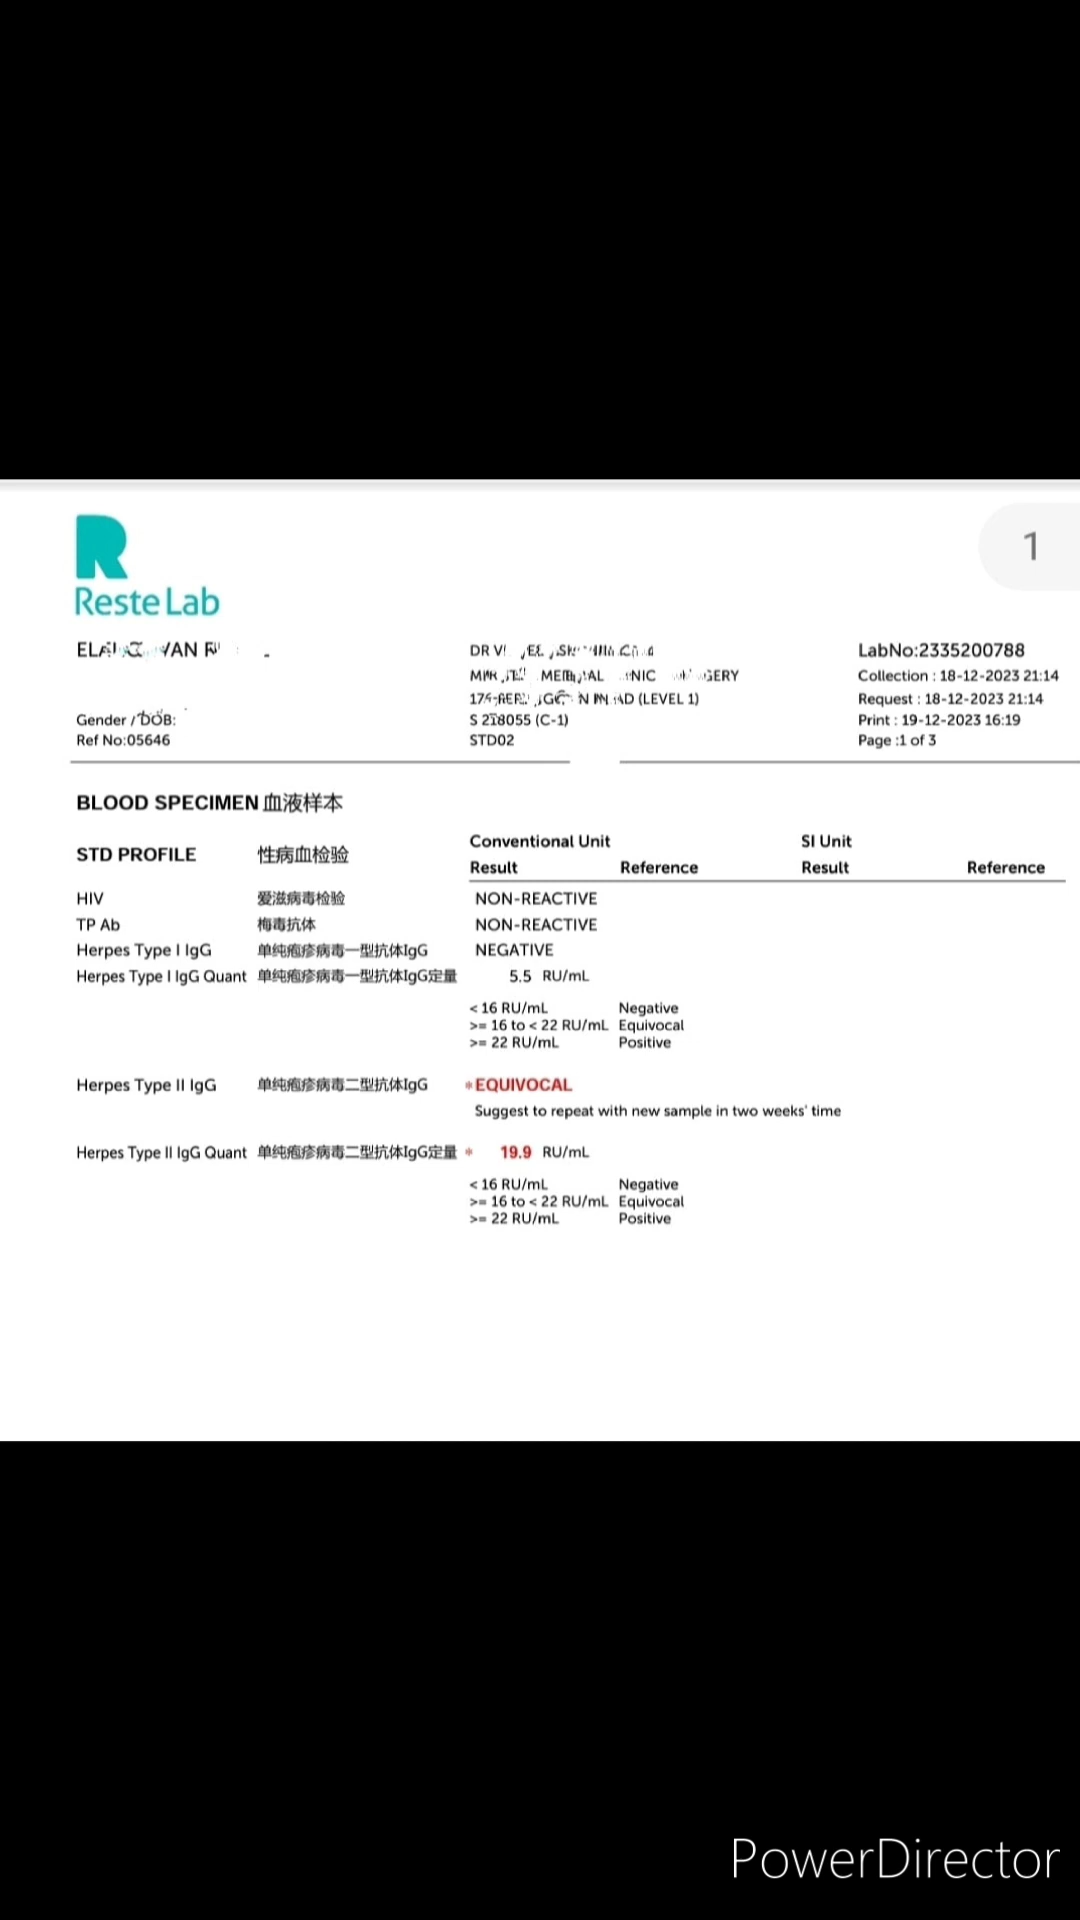 1
Reste Lab
LabNo:2335200788
Collection : 18-12-2023 21:14
(LEVEL 1) Request : 18-12-2023 21:14
Gender / DOB: S 218055 (C-1) Print : 19-12-2023 16:19
Ref No:05646 STD02 Page :1 of 3
BLOOD SPECIMEN 血液样本
Conventional Unit SI Unit
STD PROFILE 性病血检验
Result Reference Result Reference
HIV 爱滋病毒检验 NON-REACTIVE
TP Ab 梅毒抗体 NON-REACTIVE
Herpes Type I IgG 单纯疱疹病毒一型抗体IgG NEGATIVE
Herpes Type I IgG Quant 单纯疱疹病毒一型抗体IgG定量 5.5 RU/mL
< 16 RU/mL Negative
>= 16 to < 22 RU/mL Equivocal
>= 22 RU/mL Positive
Herpes Type II IgG 单纯疱疹病毒二型抗体IgG *EQUIVOCAL
Suggest to repeat with new sample in two weeks' time
Herpes Type II IgG Quant 单纯疱疹病毒二型抗体IgG定量 * 19.9 RU/mL
< 16 RU/mL Negative
>= 16 to < 22 RU/mL Equivocal
>= 22 RU/mL Positive
PowerDirector